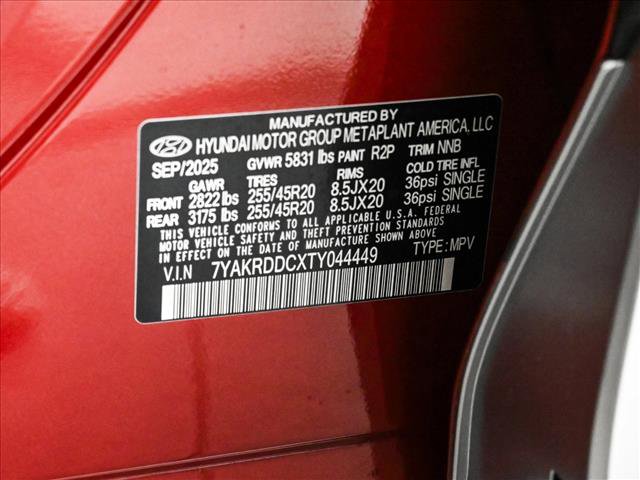 MANUFACTURED BY
HYUNDAI MOTOR GROUP METAPLANT AMERICA, LLC
SEP/2025 GVWR 5831 lbs PAINT R2P TRIM NNB
GAWR TIRES RIMS COLD TIRE INFL
FRONT 2822 lbs 255/45R20 8.5JX20 36psi SINGLE
REAR 3175 lbs 255/45R20 8.5JX20 36psi SINGLE
THIS VEHICLE CONFORMS TO ALL APPLICABLE U.S.A. FEDERAL
MOTOR VEHICLE SAFETY AND THEFT PREVENTION STANDARDS
IN EFFECT ON THE DATE OF MANUFACTURE SHOWN ABOVE.
V.I.N 7YAKRDDCXTY044449 TYPE: MPV